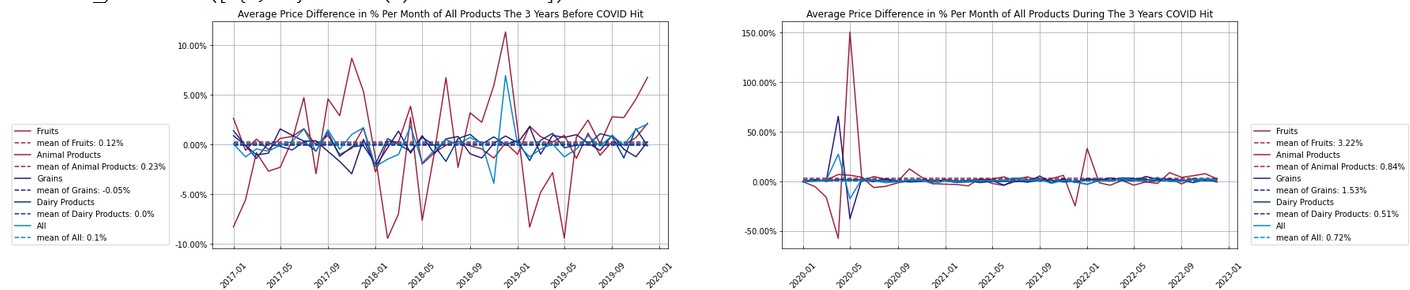 Average Price Difference in % Per Month of All Products The 3 Years Before COVID Hit
10.00%
5.00%
0.00%
-5.00%
-10.00%
2017-01
2017-05
2017-09
2018-01
2018-05
2018-09
2019-01
2019-05
2019-09
2020-01
Fruits
mean of Fruits: 0.12%
Animal Products
mean of Animal Products: 0.23%
Grains
mean of Grains: -0.05%
Dairy Products
mean of Dairy Products: 0.0%
All
mean of All: 0.1%
Average Price Difference in % Per Month of All Products During The 3 Years COVID Hit
150.00%
100.00%
50.00%
0.00%
-50.00%
2020-01
2020-05
2020-09
2021-01
2021-05
2021-09
2022-01
2022-05
2022-09
2023-01
Fruits
mean of Fruits: 3.22%
Animal Products
mean of Animal Products: 0.84%
Grains
mean of Grains: 1.53%
Dairy Products
mean of Dairy Products: 0.51%
All
mean of All: 0.72%